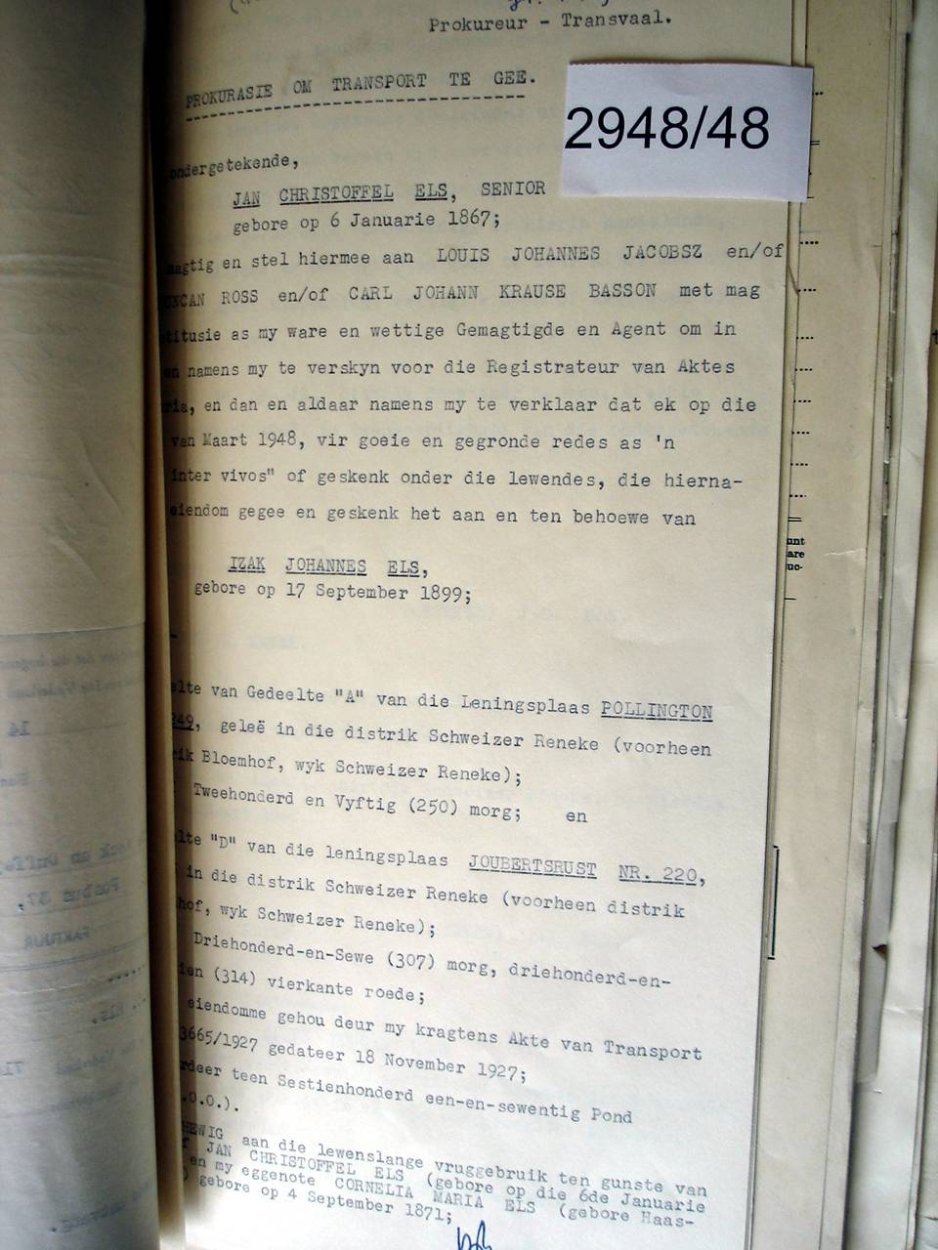 Prokureur - Transvaal.
PROKURASIE OM TRANSPORT TE GEE.
2948/48
ondergetekende,
JAN CHRISTOFFEL ELS, SENIOR
gebore op 6 Januarie 1867;
magtig en stel hiermee aan LOUIS JOHANNES JACOBSZ en/of
NCAN ROSS en/of CARL JOHANN KRAUSE BASSON met mag
titusie as my ware en wettige Gemagtigde en Agent om in
en namens my te verskyn voor die Registrateur van Aktes
ria, en dan en aldaar namens my te verklaar dat ek op die
van Maart 1948, vir goeie en gegronde redes as 'n
inter vivos" of geskenk onder die lewendes, die hierna-
eiendom gegee en geskenk het aan en ten behoewe van
IZAK JOHANNES ELS,
gebore op 17 September 1899;
elte van Gedeelte "A" van die Leningsplaas POLLINGTON
249, geleë in die distrik Schweizer Reneke (voorheen
rik Bloemhof, wyk Schweizer Reneke);
Tweehonderd en Vyftig (250) morg; en
elte "D" van die leningsplaas JOUBERTSRUST NR. 220,
in die distrik Schweizer Reneke (voorheen distrik
hof, wyk Schweizer Reneke);
Driehonderd-en-Sewe (307) morg, driehonderd-en-
ien (314) vierkante roede;
eiendomme gehou deur my kragtens Akte van Transport
3665/1927 gedateer 18 November 1927;
rdeer teen Sestienhonderd een-en-sewentig Pond
.0.0.).
HEWIG aan die lewenslange vruggebruik ten gunste van
JAN CHRISTOFFEL ELS (gebore op die 6de Januarie
en my eggenote CORNELIA MARIA ELS (gebore Haas-
) gebore op 4 September 1871;